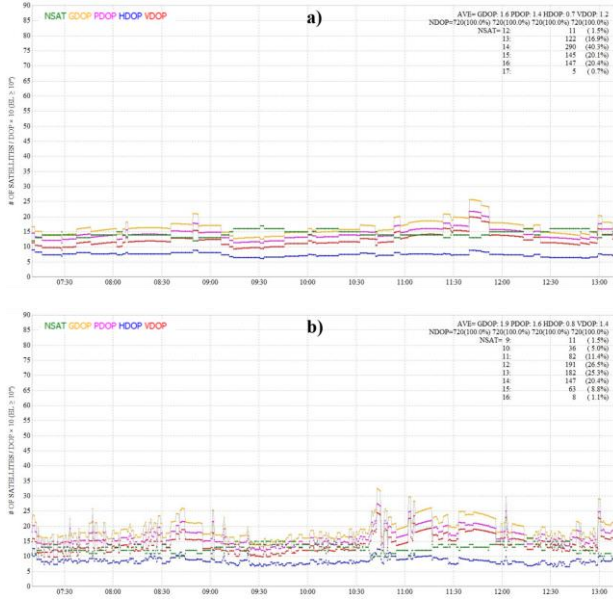 a)
NSAT GDOP PDOP HDOP VDOP
AVE= GDOP: 1.6 PDOP: 1.4 HDOP: 0.7 VDOP: 1.2
NDOP=720(100.0%) 720(100.0%) 720(100.0%) 720(100.0%)
NSAT= 12: 11 ( 1.5%)
13: 122 (16.9%)
14: 290 (40.3%)
15: 145 (20.1%)
16: 147 (20.4%)
17: 5 ( 0.7%)
# OF SATELLITES / DOP × 10 (EL ≥ 10°)
90
85
80
75
70
65
60
55
50
45
40
35
30
25
20
15
10
5
0
07:30 08:00 08:30 09:00 09:30 10:00 10:30 11:00 11:30 12:00 12:30 13:00
b)
NSAT GDOP PDOP HDOP VDOP
AVE= GDOP: 1.9 PDOP: 1.6 HDOP: 0.8 VDOP: 1.4
NDOP=720(100.0%) 720(100.0%) 720(100.0%) 720(100.0%)
NSAT= 9: 11 ( 1.5%)
10: 36 ( 5.0%)
11: 82 (11.4%)
12: 191 (26.5%)
13: 182 (25.3%)
14: 147 (20.4%)
15: 63 ( 8.8%)
16: 8 ( 1.1%)
# OF SATELLITES / DOP × 10 (EL ≥ 10°)
90
85
80
75
70
65
60
55
50
45
40
35
30
25
20
15
10
5
0
07:30 08:00 08:30 09:00 09:30 10:00 10:30 11:00 11:30 12:00 12:30 13:00